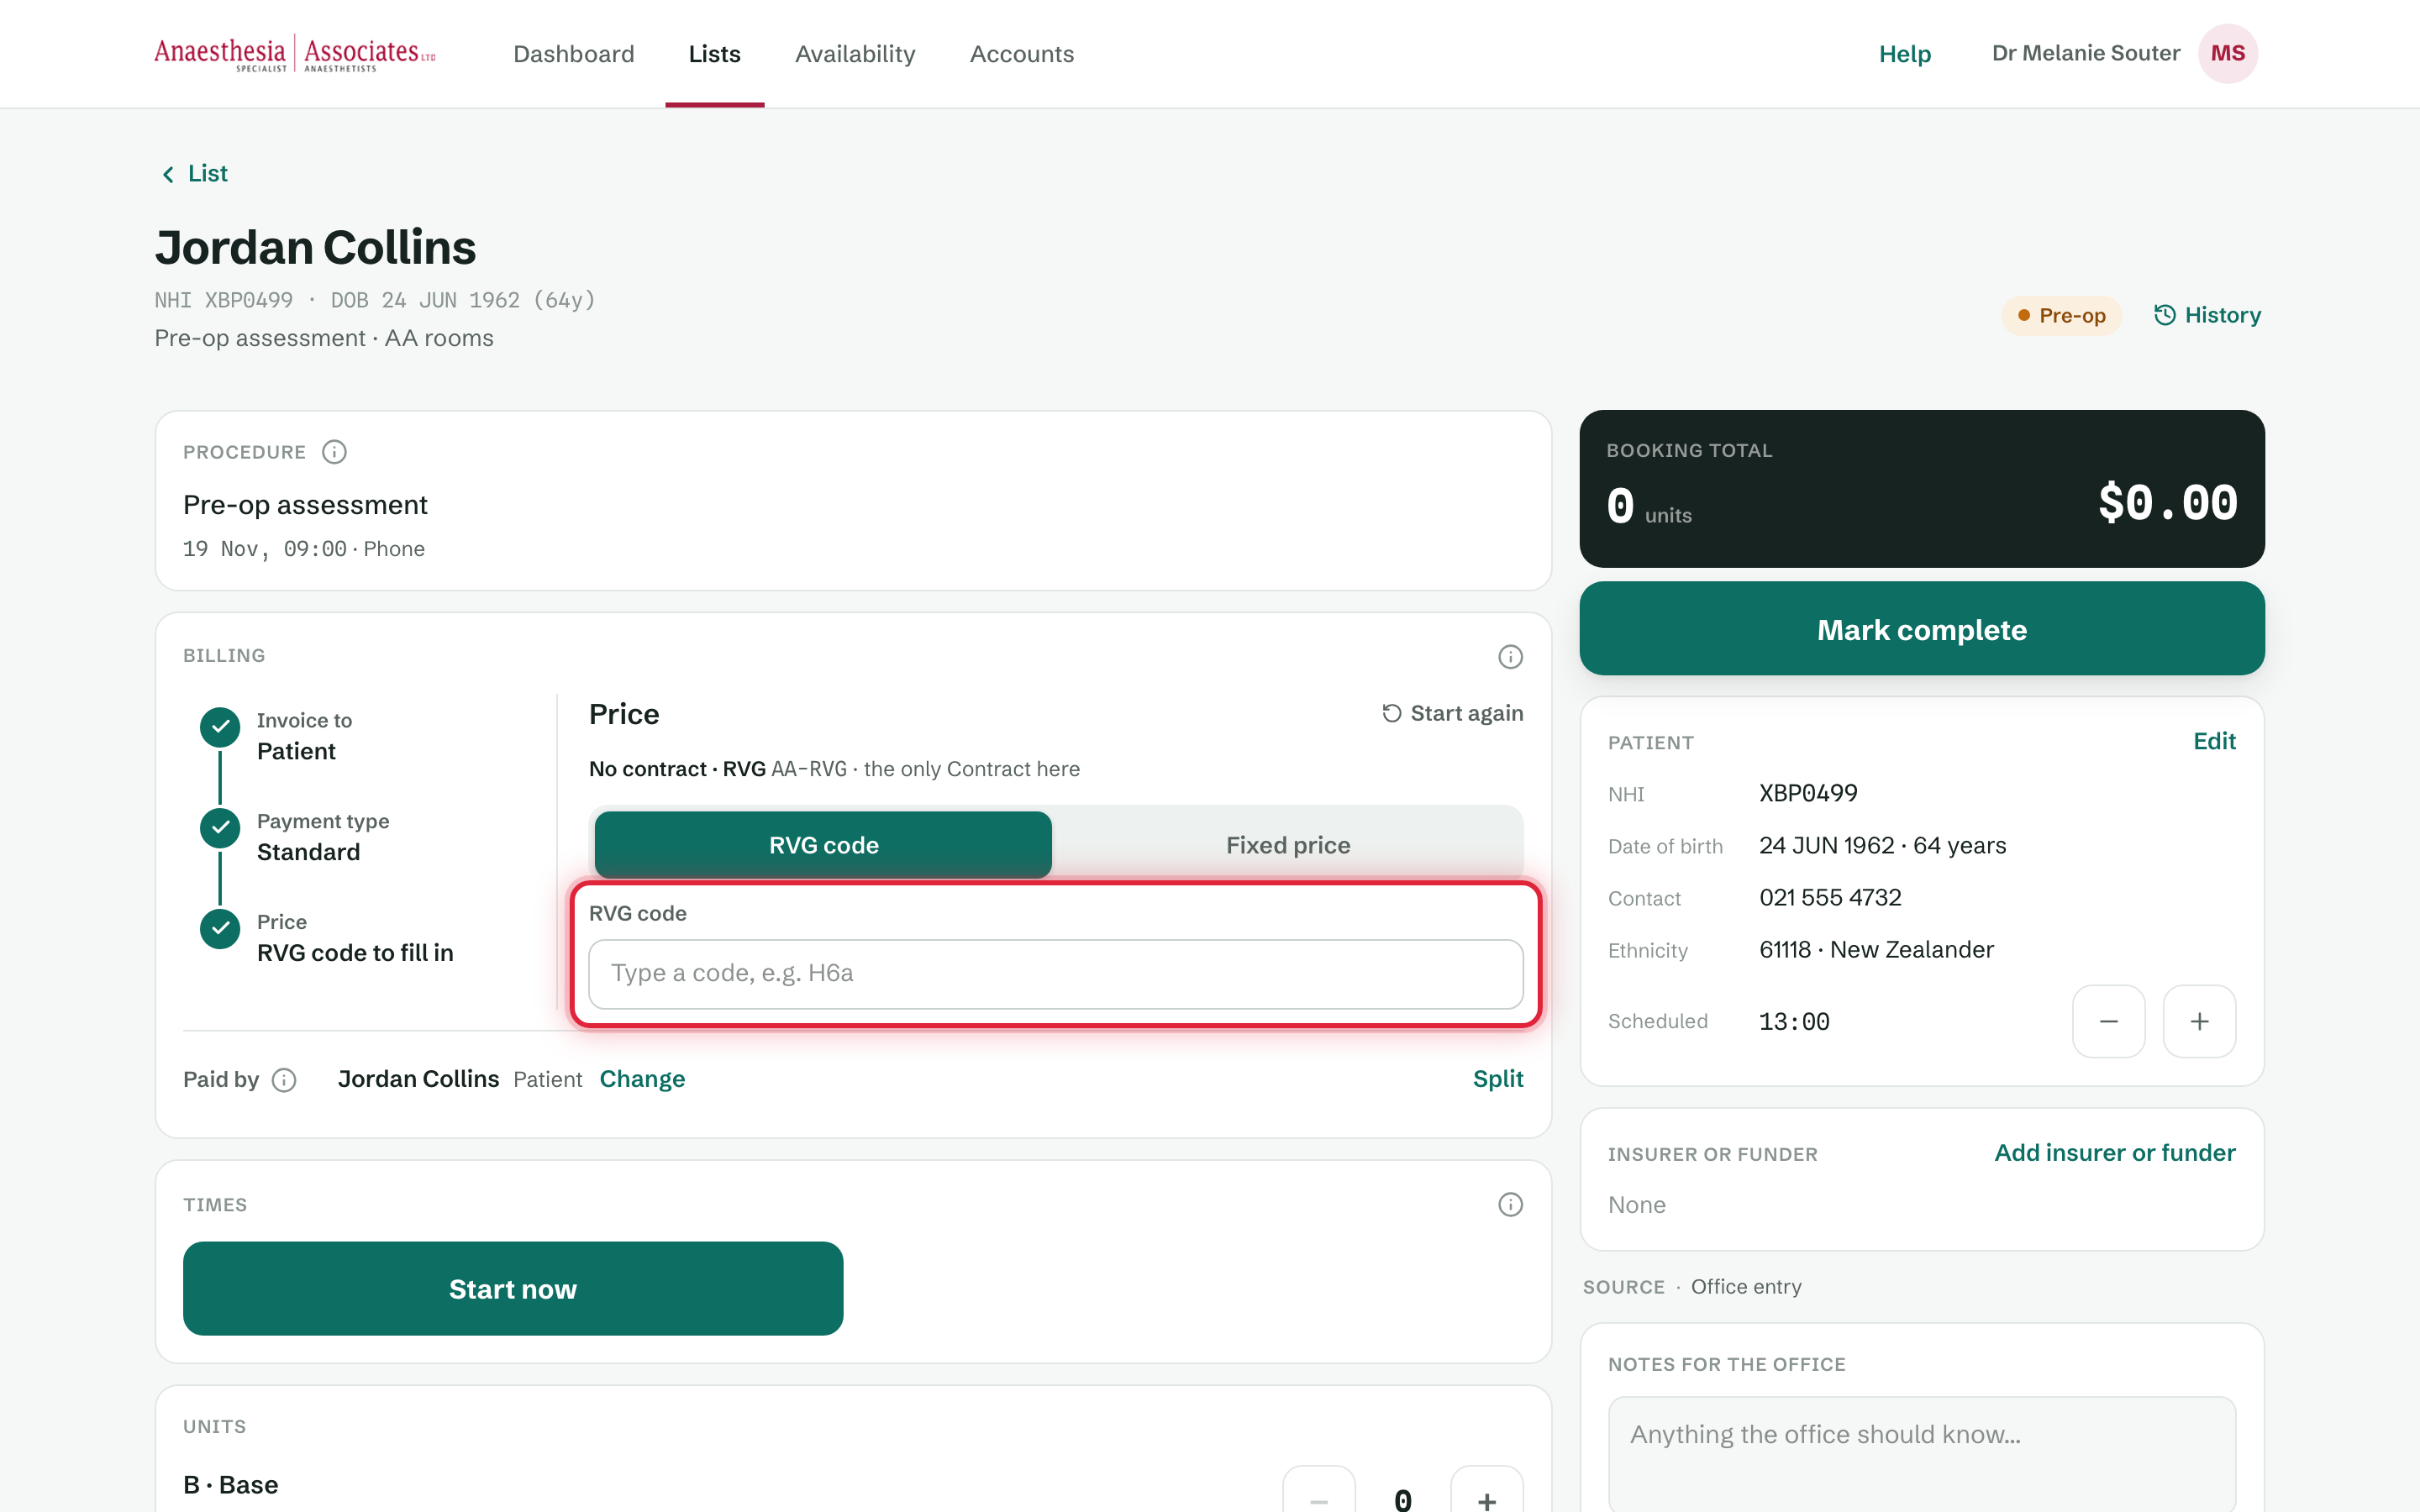 Anaesthesia | Associates LTD
SPECIALIST ANAESTHETISTS
Dashboard
Lists
Availability
Accounts
Help
Dr Melanie Souter
MS
List
Jordan Collins
NHI XBP0499 · DOB 24 JUN 1962 (64y)
Pre-op assessment · AA rooms
Pre-op
History
PROCEDURE
Pre-op assessment
19 Nov, 09:00 · Phone
BILLING
Invoice to
Patient
Payment type
Standard
Price
RVG code to fill in
Price
Start again
No contract · RVG AA-RVG · the only Contract here
RVG code
Fixed price
RVG code
Type a code, e.g. H6a
Paid by
Jordan Collins Patient Change
Split
TIMES
Start now
UNITS
B · Base
0
BOOKING TOTAL
0 units
$0.00
Mark complete
PATIENT
Edit
NHI XBP0499
Date of birth 24 JUN 1962 · 64 years
Contact 021 555 4732
Ethnicity 61118 · New Zealander
Scheduled 13:00
INSURER OR FUNDER
Add insurer or funder
None
SOURCE · Office entry
NOTES FOR THE OFFICE
Anything the office should know...